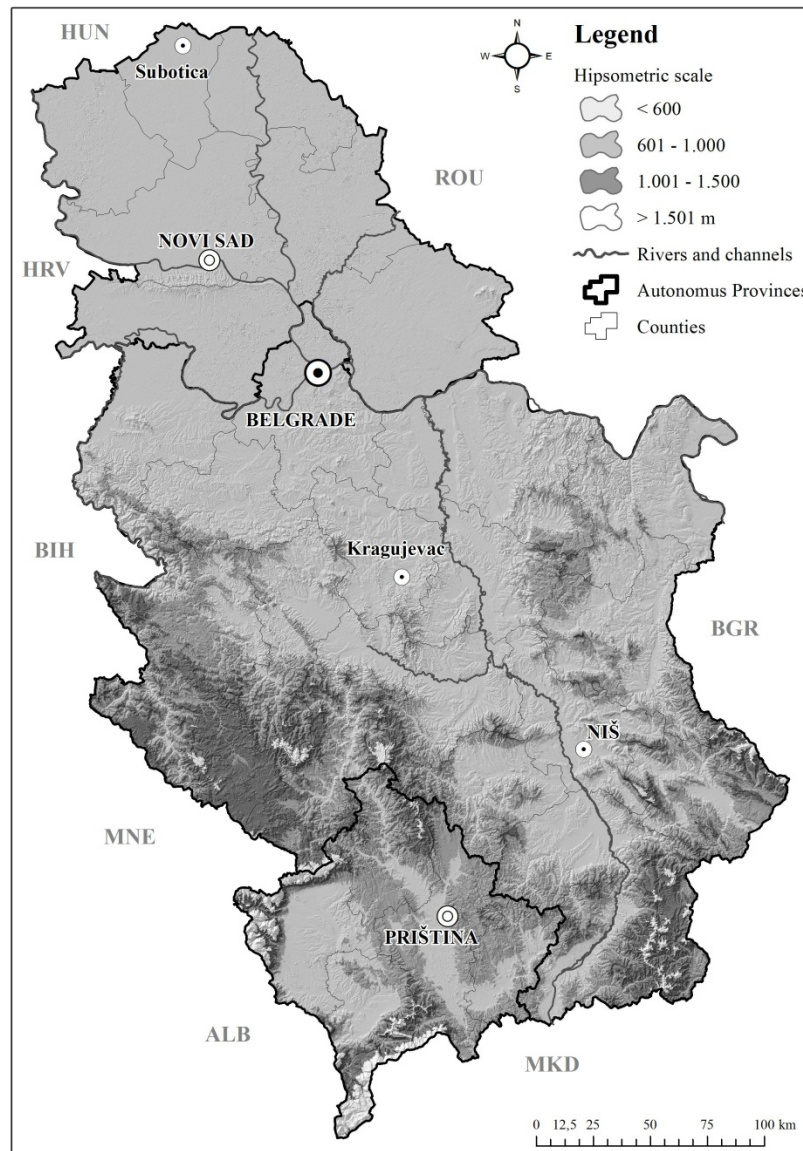 HUN
Subotica
ROU
NOVI SAD
HRV
BELGRADE
BIH
Kragujevac
BGR
NIŠ
MNE
PRIŠTINA
ALB
MKD
N
W
E
S
Legend
Hipsometric scale
< 600
601 - 1.000
1.001 - 1.500
> 1.501 m
Rivers and channels
Autonomus Provinces
Counties
0 12,5 25 50 75 100 km